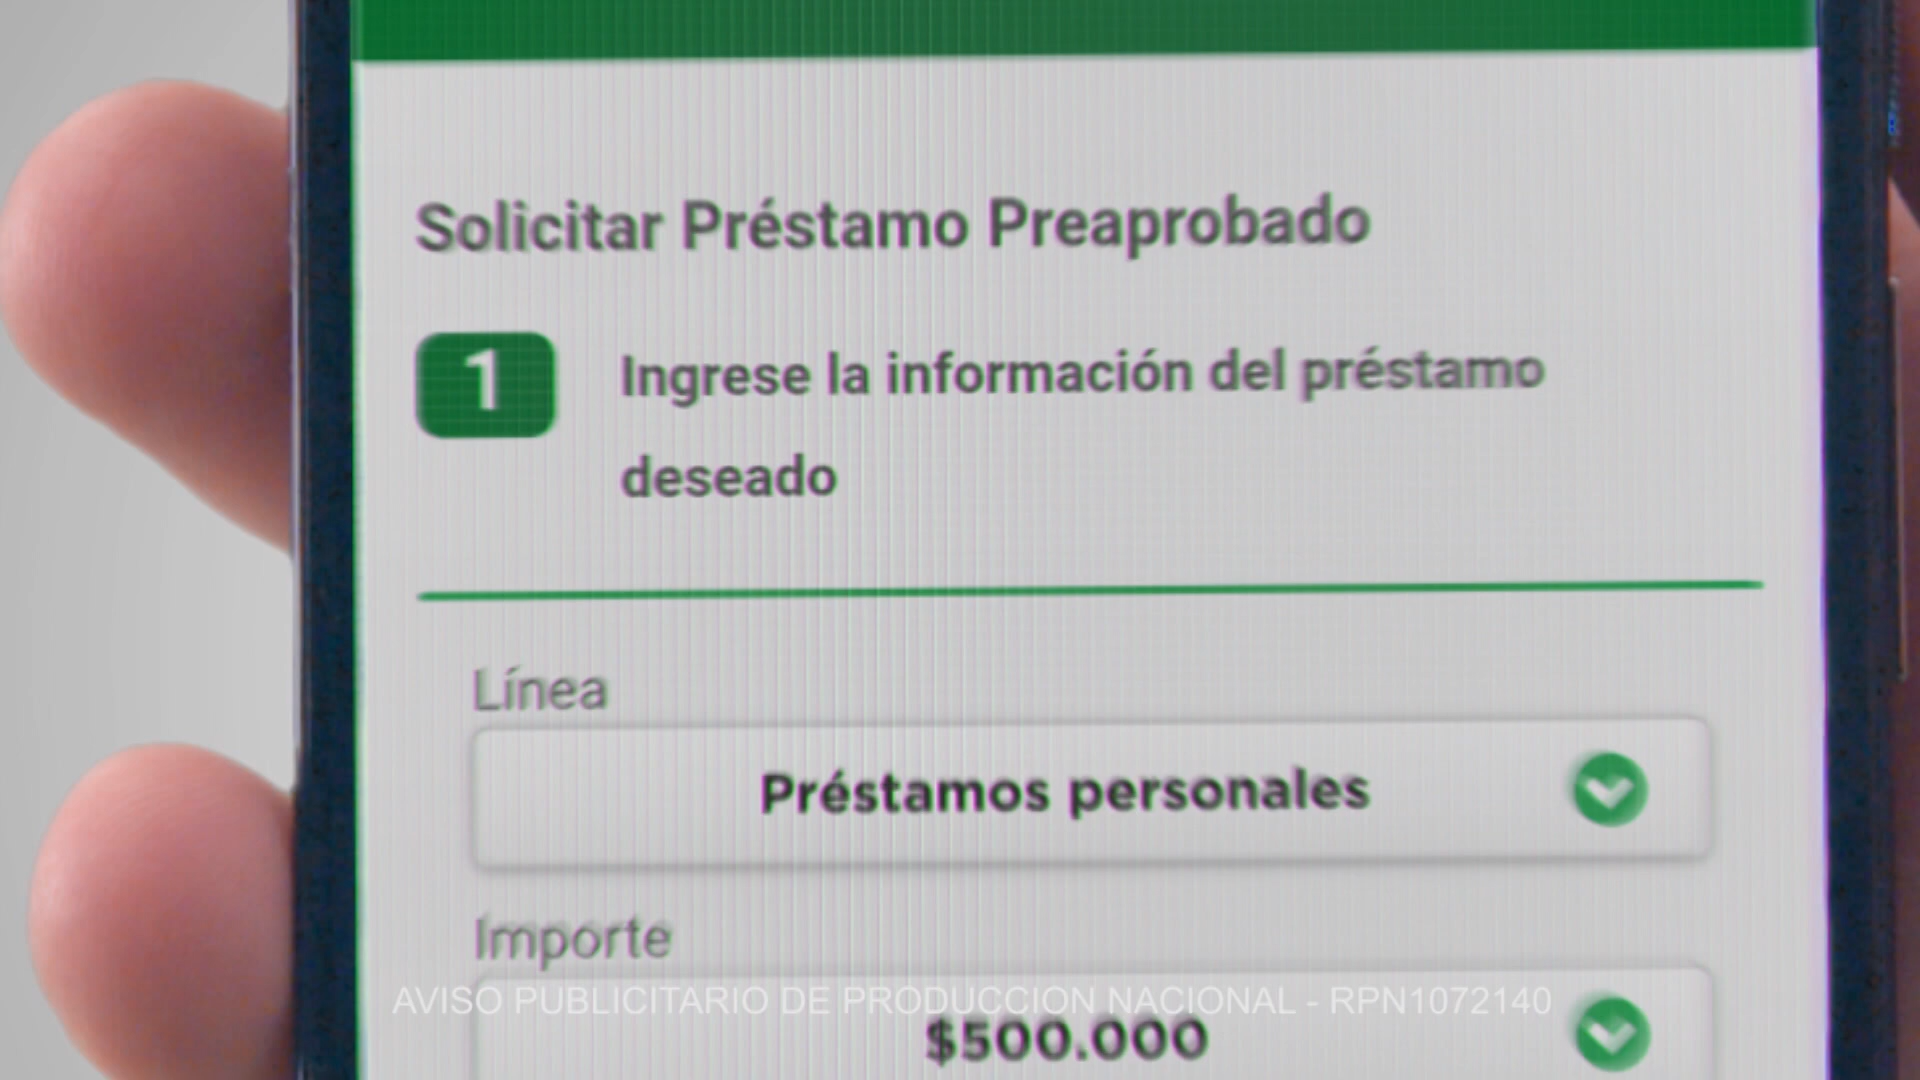 Solicitar Préstamo Preaprobado
1
Ingrese la información del préstamo
deseado
Línea
Préstamos personales
Importe
AVISO PUBLICITARIO DE PRODUCCION NACIONAL - RPN1072140
$500.000